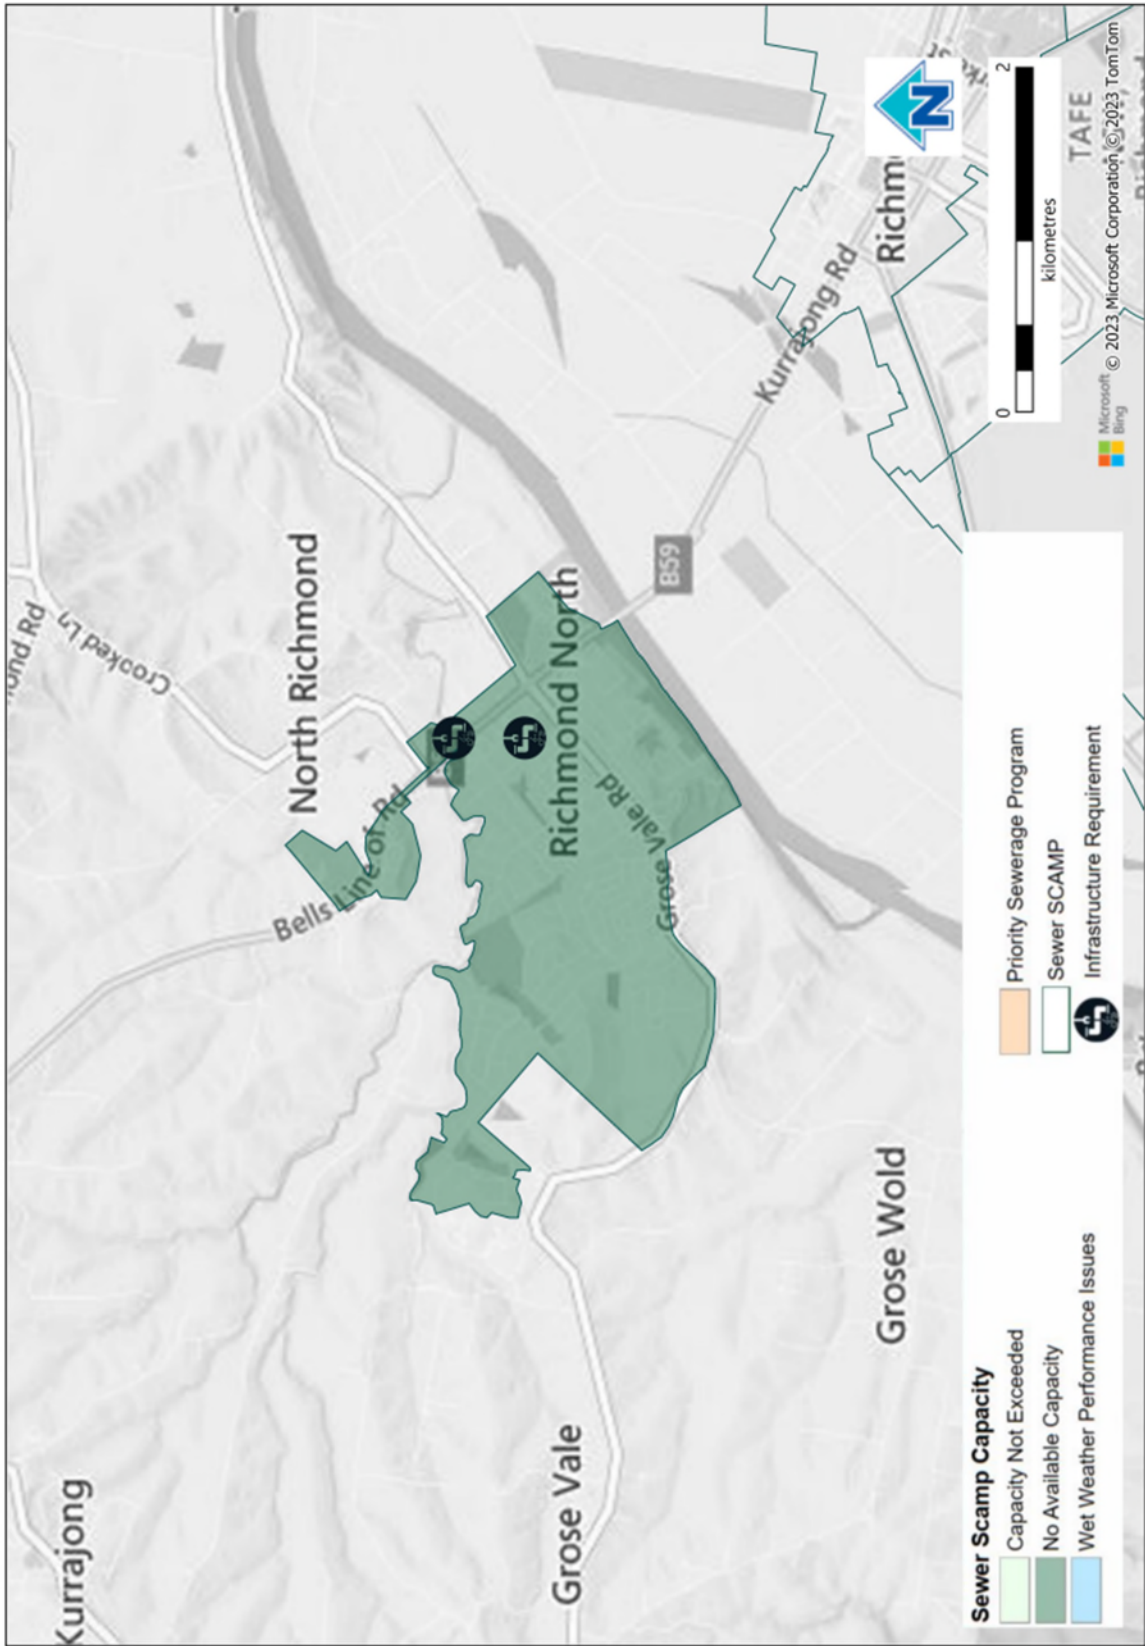 Kurrajong
ond Rd
Crooked Ln
North Richmond
Bells Line of Rd
Richmond North
Grose Vale Rd
B59
Kurrajong Rd
Richm
TAFE
Grose Vale
Grose Wold
N
0
2
kilometres
Microsoft
Bing
© 2023 Microsoft Corporation © 2023 TomTom
Sewer Scamp Capacity
Capacity Not Exceeded
No Available Capacity
Wet Weather Performance Issues
Priority Sewerage Program
Sewer SCAMP
Infrastructure Requirement